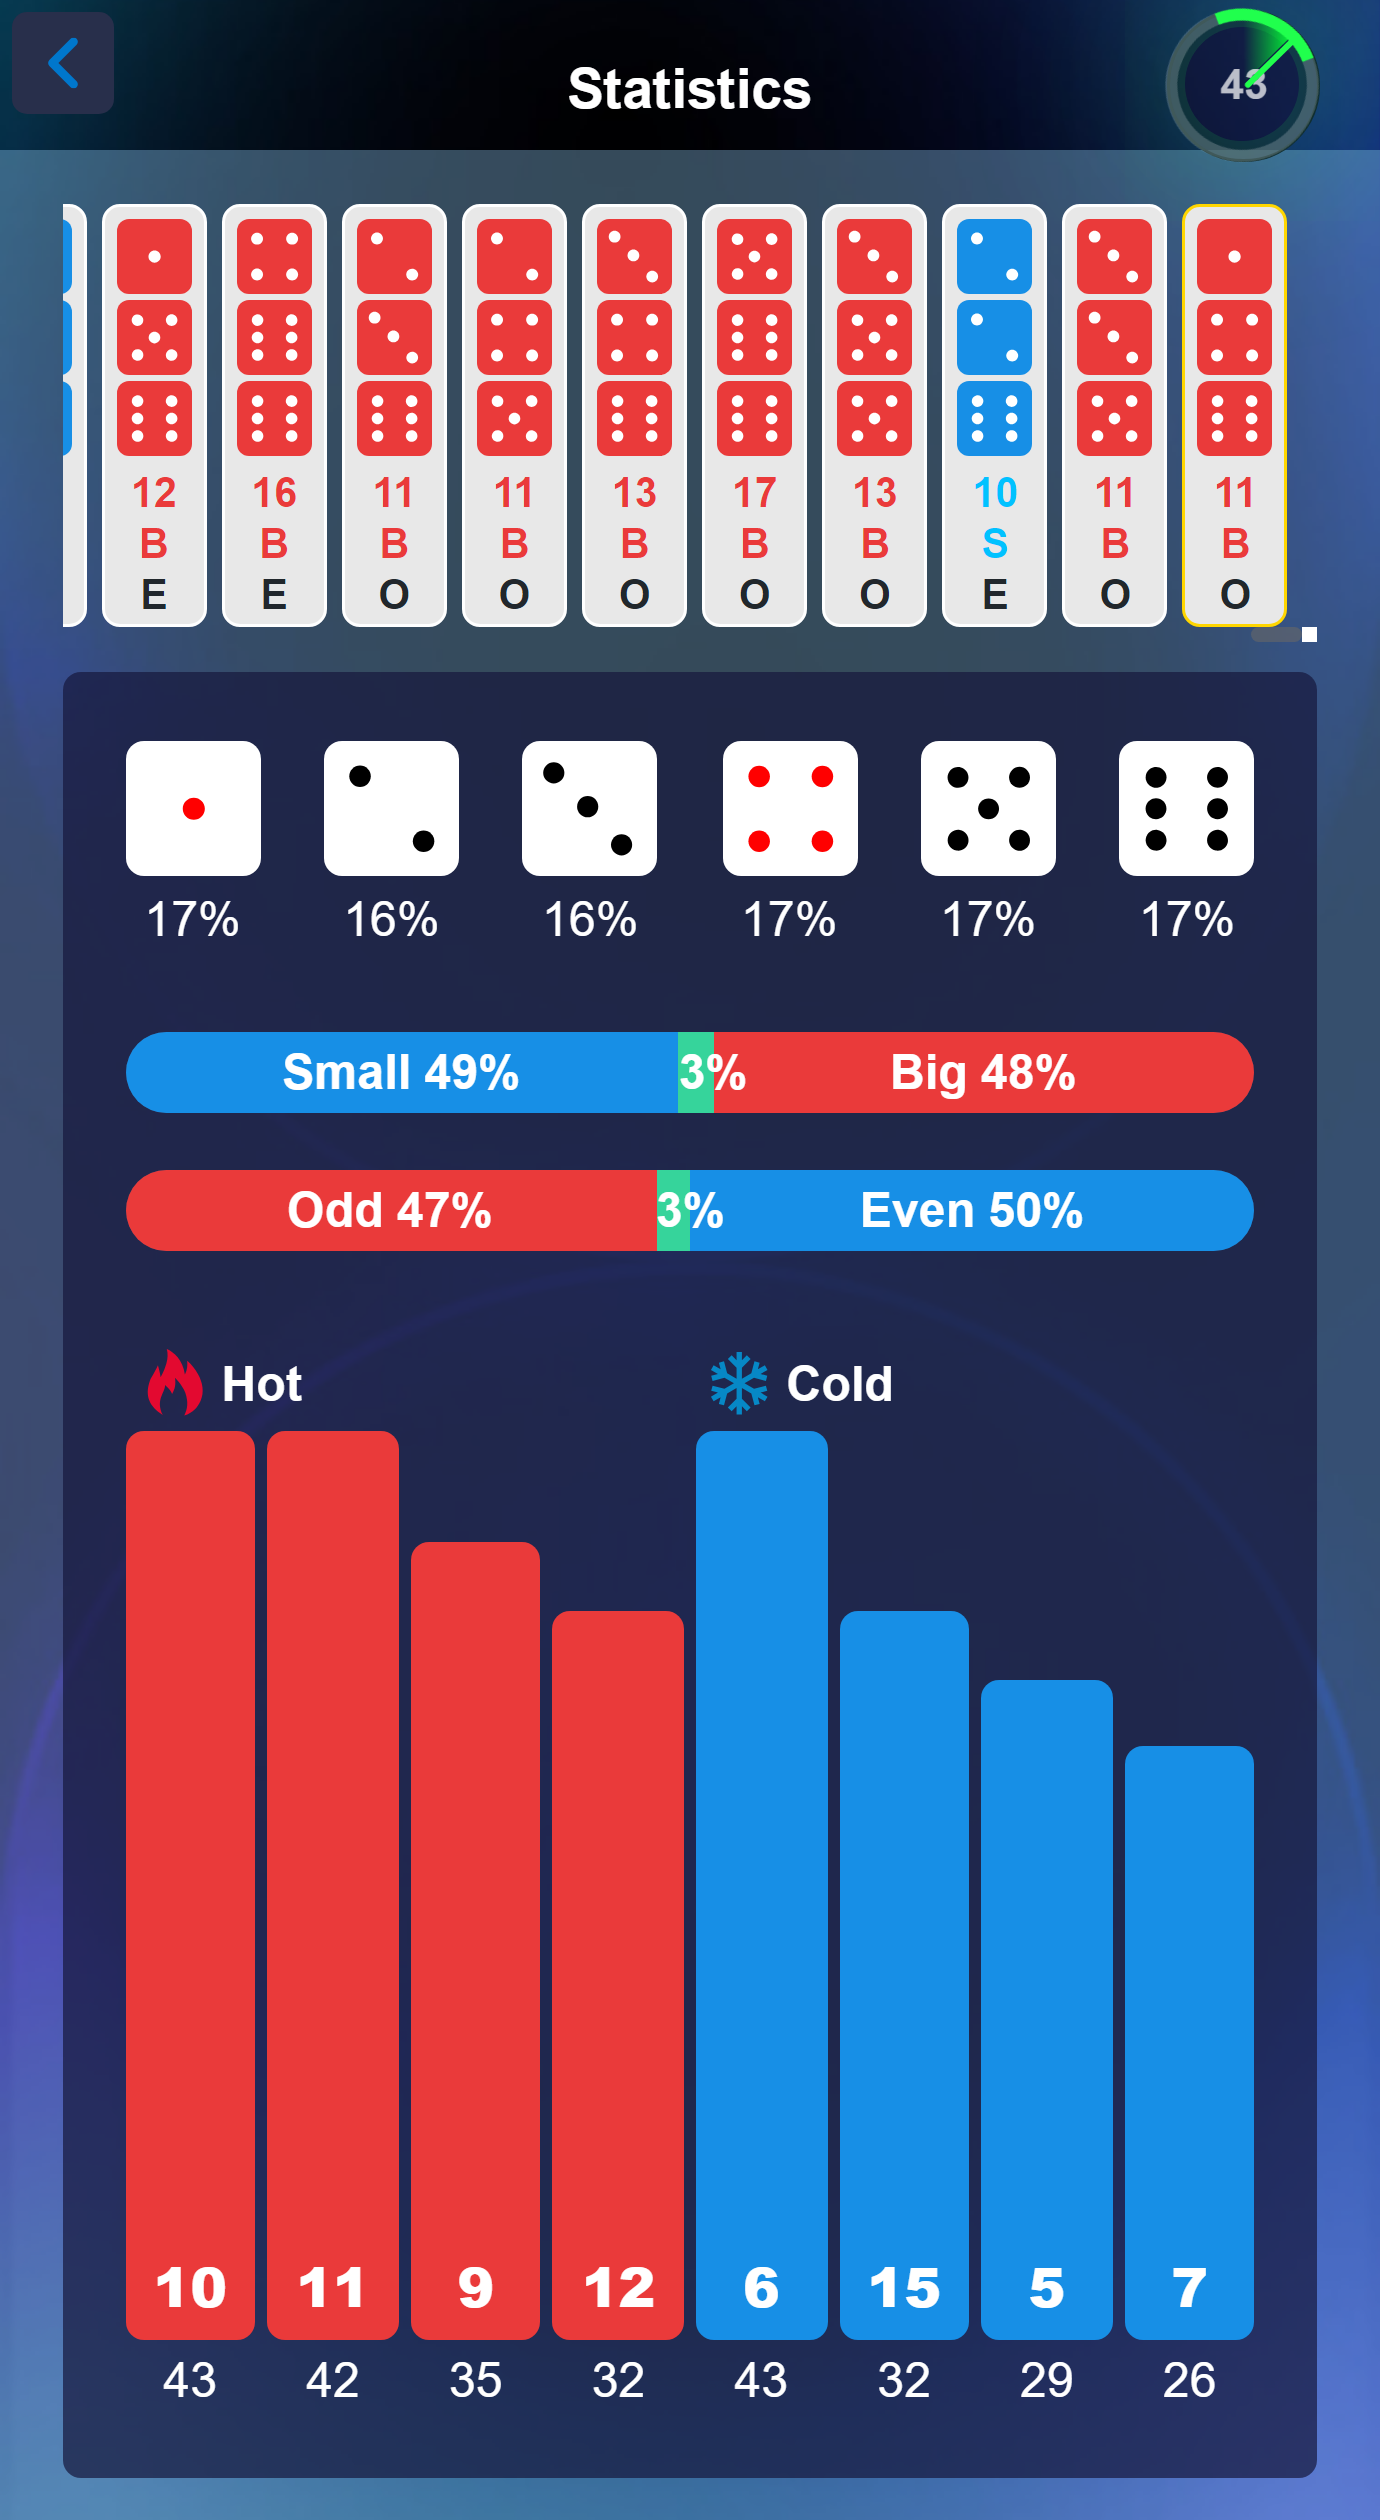 Statistics
43
12 16 11 11 13 17 13 10 11 11
B B B B B B B S B B
E E O O O O O E O O
17% 16% 16% 17% 17% 17%
Small 49% 3% Big 48%
Odd 47% 3% Even 50%
Hot Cold
10 11 9 12 6 15 5 7
43 42 35 32 43 32 29 26